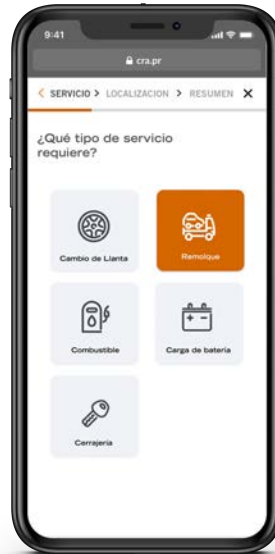 9:41
cra.pr
SERVICIO > LOCALIZACION > RESUMEN X
¿Qué tipo de servicio
requiere?
Cambio de Llanta
Remolque
Combustible
Carga de batería
Cerrajería